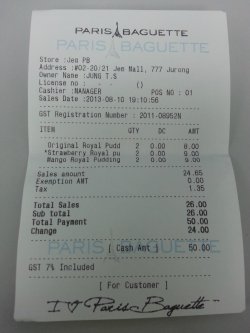 PARIS BAGUETTE
PARIS BAGUETTE
Store :Jem PB
Address :#02-20/21 Jem Mall, 777 Jurong
Owner Name :JUNG T.S
License no : - - ()
Cashier :MANAGER POS NO : 01
Sales Date :2013-08-10 19:10:56
GST Registration Number : 2011-08952N
ITEM QTY DC AMT
Original Royal Pudd 2 0 8.00
*Strawberry Royal pu 2 0 9.00
Mango Royal Pudding 2 0 9.00
Sales amount 24.65
Exemption AMT 0.00
Tax 1.35
Total Sales 26.00
Sub total 26.00
Total Payment 50.00
Change 24.00
PARIS BAGUETTE
[ Cash Amt ] 50.00
GST 7% Included
[ For Customer ]
I ♡ Paris Baguette